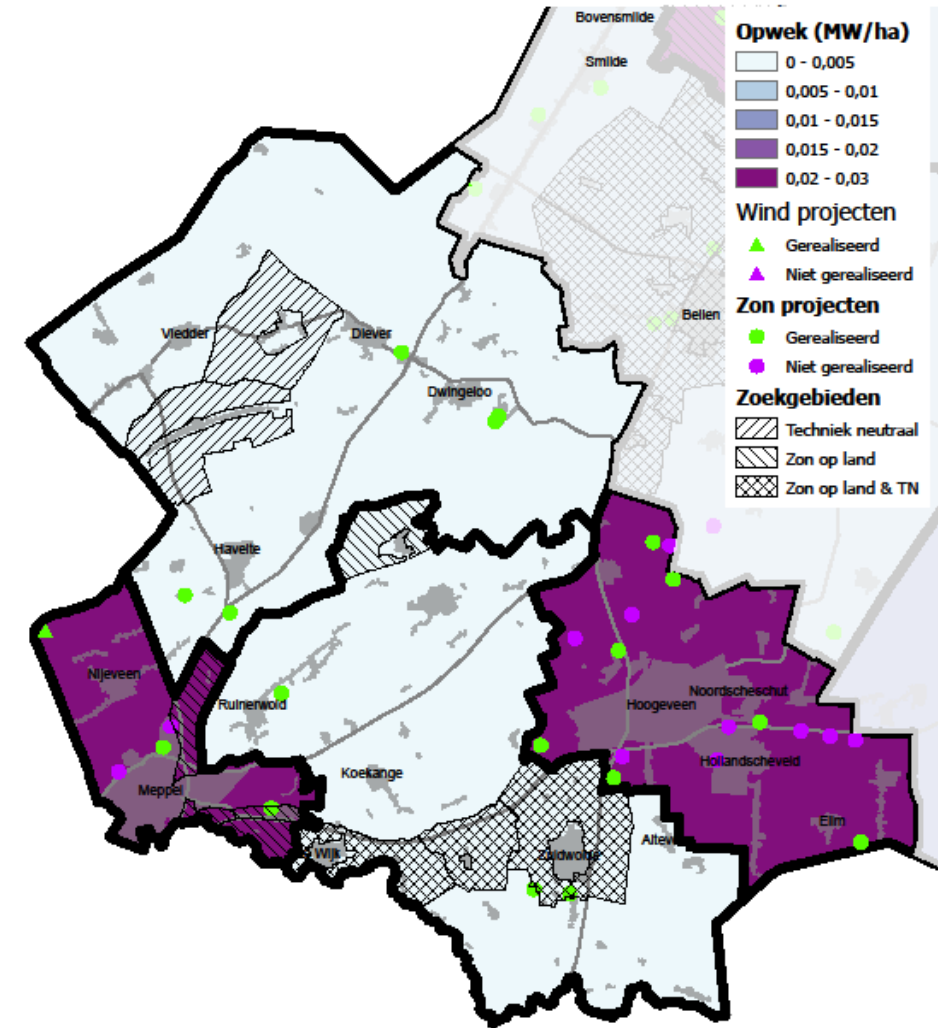 Bovensmilde
Smilde
Opwek (MW/ha)
0 - 0,005
0,005 - 0,01
0,01 - 0,015
0,015 - 0,02
0,02 - 0,03
Wind projecten
Gerealiseerd
Niet gerealiseerd
Zon projecten
Gerealiseerd
Niet gerealiseerd
Zoekgebieden
Techniek neutraal
Zon op land
Zon op land & TN
Beilen
Vledder
Diever
Dwingeloo
Havelte
Nijeveen
Ruinerwold
Noordscheschut
Hoogeveen
Hollandscheveld
Koekange
Meppel
Elim
Wijk
Zuidwolde
Altev